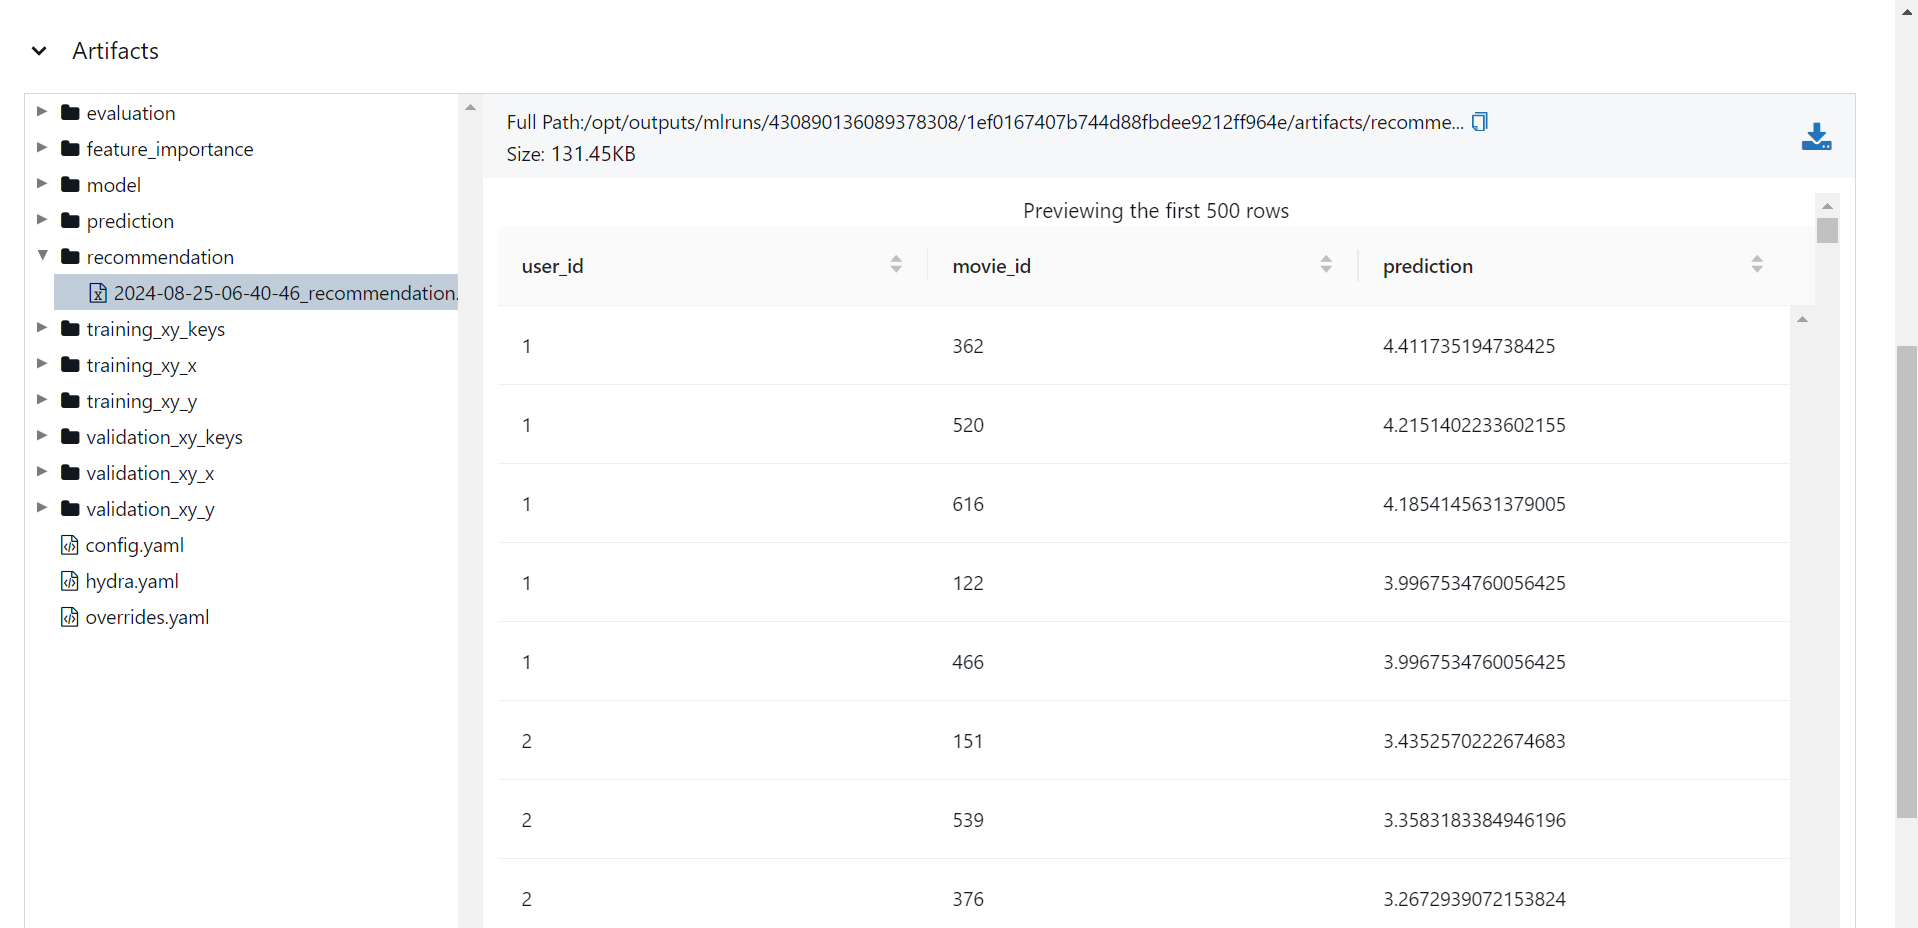 Artifacts
evaluation
feature_importance
model
prediction
recommendation
2024-08-25-06-40-46_recommendation.
training_xy_keys
training_xy_x
training_xy_y
validation_xy_keys
validation_xy_x
validation_xy_y
config.yaml
hydra.yaml
overrides.yaml
Full Path:/opt/outputs/mlruns/430890136089378308/1ef0167407b744d88fbdee9212ff964e/artifacts/recomme...
Size: 131.45KB
Previewing the first 500 rows
user_id movie_id prediction
1 362 4.411735194738425
1 520 4.2151402233602155
1 616 4.1854145631379005
1 122 3.9967534760056425
1 466 3.9967534760056425
2 151 3.4352570222674683
2 539 3.3583183384946196
2 376 3.2672939072153824